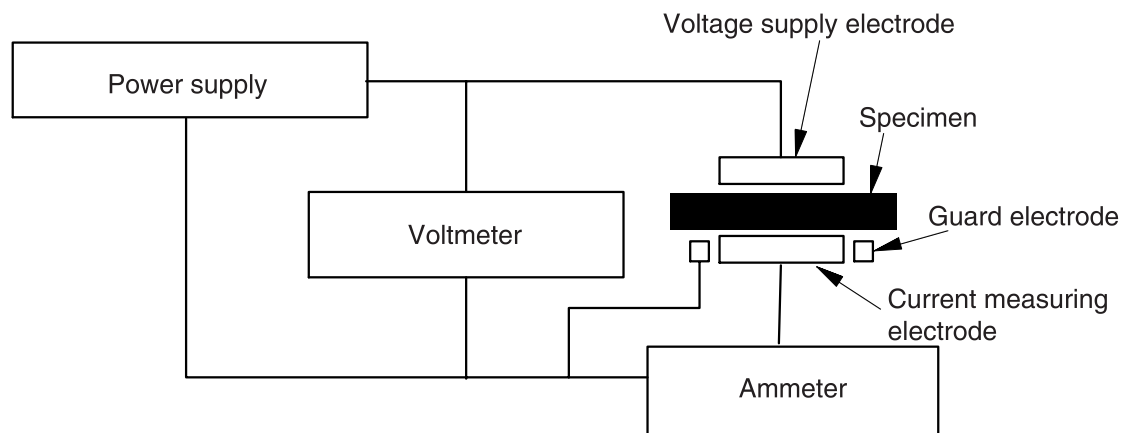 Voltage supply electrode
Power supply
Specimen
Voltmeter
Guard electrode
Current measuring
electrode
Ammeter